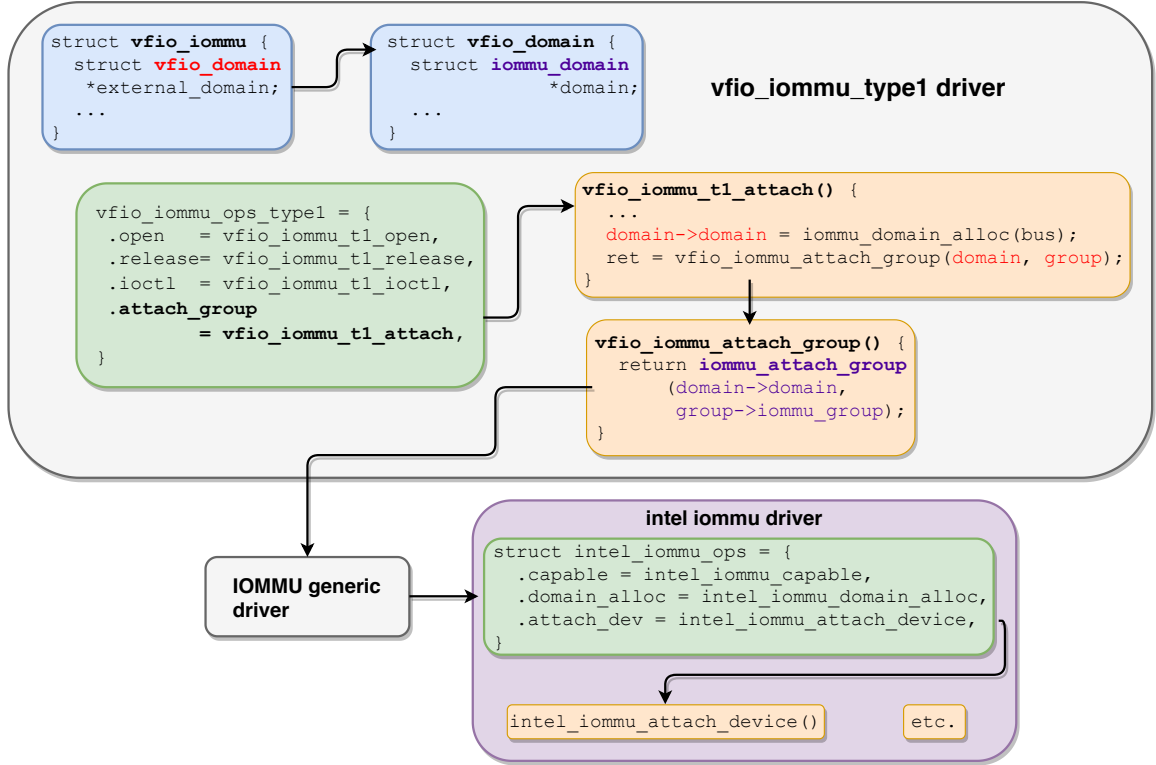 struct vfio_iommu {
struct vfio_domain
*external_domain;
...
}
struct vfio_domain {
struct iommu_domain
*domain;
...
}
vfio_iommu_type1 driver
vfio_iommu_ops_type1 = {
.open   = vfio_iommu_t1_open,
.release= vfio_iommu_t1_release,
.ioctl  = vfio_iommu_t1_ioctl,
.attach_group
= vfio_iommu_t1_attach,
}
vfio_iommu_t1_attach() {
...
domain->domain = iommu_domain_alloc(bus);
ret = vfio_iommu_attach_group(domain, group);
}
vfio_iommu_attach_group() {
return iommu_attach_group
(domain->domain,
group->iommu_group);
}
IOMMU generic
driver
intel iommu driver
struct intel_iommu_ops = {
.capable = intel_iommu_capable,
.domain_alloc = intel_iommu_domain_alloc,
.attach_dev = intel_iommu_attach_device,
}
intel_iommu_attach_device()
etc.